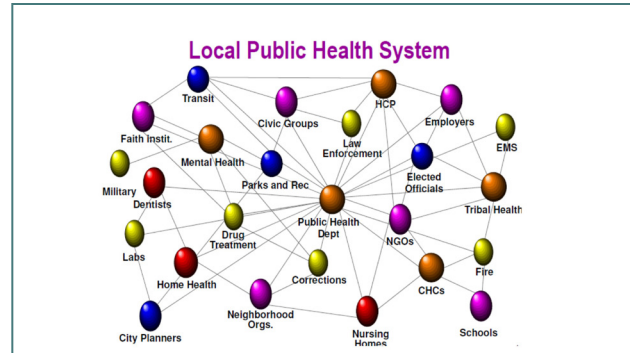 Local Public Health System
Transit
HCP
Civic Groups
Employers
Faith instit.
Law
Enforcement
EMS
Mental Health
Parks and Rec
Elected
Officials
Military
Dentists
Tribal Health
Public Health
Dept
Drug
Treatment
NGOs
Labs
Home Health
Corrections
CHCs
Fire
City Planners
Neighborhood
Orgs.
Nursing
Homes
Schools